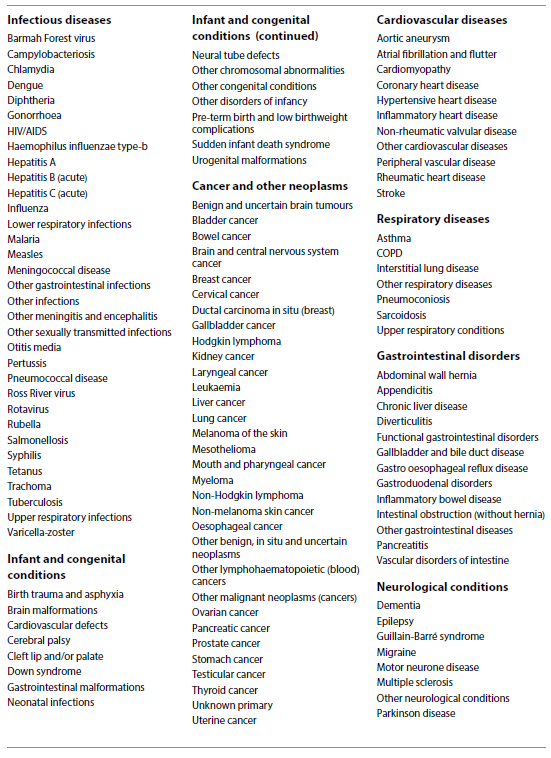 Infectious diseases
Barmah Forest virus
Campylobacteriosis
Chlamydia
Dengue
Diphtheria
Gonorrhoea
HIV/AIDS
Haemophilus influenzae type-b
Hepatitis A
Hepatitis B (acute)
Hepatitis C (acute)
Influenza
Lower respiratory infections
Malaria
Measles
Meningococcal disease
Other gastrointestinal infections
Other infections
Other meningitis and encephalitis
Other sexually transmitted infections
Otitis media
Pertussis
Pneumococcal disease
Ross River virus
Rotavirus
Rubella
Salmonellosis
Syphilis
Tetanus
Trachoma
Tuberculosis
Upper respiratory infections
Varicella-zoster
Infant and congenital
conditions
Birth trauma and asphyxia
Brain malformations
Cardiovascular defects
Cerebral palsy
Cleft lip and/or palate
Down syndrome
Gastrointestinal malformations
Neonatal infections
Infant and congenital
conditions (continued)
Neural tube defects
Other chromosomal abnormalities
Other congenital conditions
Other disorders of infancy
Pre-term birth and low birthweight
complications
Sudden infant death syndrome
Urogenital malformations
Cancer and other neoplasms
Benign and uncertain brain tumours
Bladder cancer
Bowel cancer
Brain and central nervous system
cancer
Breast cancer
Cervical cancer
Ductal carcinoma in situ (breast)
Gallbladder cancer
Hodgkin lymphoma
Kidney cancer
Laryngeal cancer
Leukaemia
Liver cancer
Lung cancer
Melanoma of the skin
Mesothelioma
Mouth and pharyngeal cancer
Myeloma
Non-Hodgkin lymphoma
Non-melanoma skin cancer
Oesophageal cancer
Other benign, in situ and uncertain
neoplasms
Other lymphohaematopoietic (blood)
cancers
Other malignant neoplasms (cancers)
Ovarian cancer
Pancreatic cancer
Prostate cancer
Stomach cancer
Testicular cancer
Thyroid cancer
Unknown primary
Uterine cancer
Cardiovascular diseases
Aortic aneurysm
Atrial fibrillation and flutter
Cardiomyopathy
Coronary heart disease
Hypertensive heart disease
Inflammatory heart disease
Non-rheumatic valvular disease
Other cardiovascular diseases
Peripheral vascular disease
Rheumatic heart disease
Stroke
Respiratory diseases
Asthma
COPD
Interstitial lung disease
Other respiratory diseases
Pneumoconiosis
Sarcoidosis
Upper respiratory conditions
Gastrointestinal disorders
Abdominal wall hernia
Appendicitis
Chronic liver disease
Diverticulitis
Functional gastrointestinal disorders
Gallbladder and bile duct disease
Gastro oesophageal reflux disease
Gastroduodenal disorders
Inflammatory bowel disease
Intestinal obstruction (without hernia)
Other gastrointestinal diseases
Pancreatitis
Vascular disorders of intestine
Neurological conditions
Dementia
Epilepsy
Guillain-Barré syndrome
Migraine
Motor neurone disease
Multiple sclerosis
Other neurological conditions
Parkinson disease